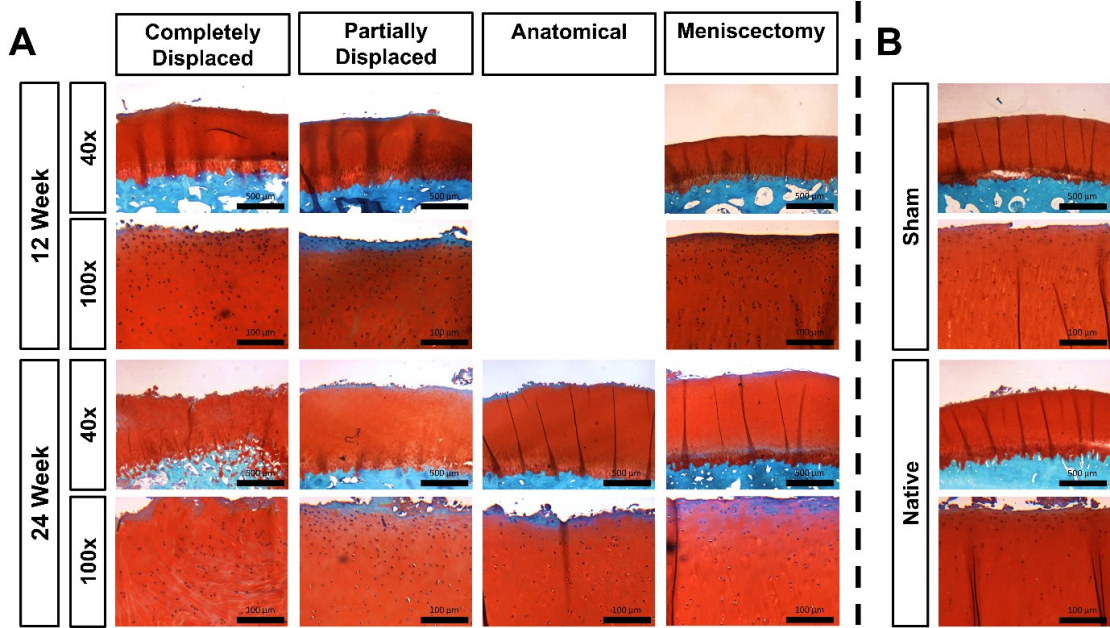 A
Completely
Displaced
Partially
Displaced
Anatomical
Meniscectomy
B
12 Week
40x
500 µm
500 µm
500 µm
100x
100 µm
100 µm
100 µm
Sham
500 µm
100 µm
24 Week
40x
500 µm
500 µm
500 µm
500 µm
100x
100 µm
100 µm
100 µm
100 µm
Native
500 µm
100 µm